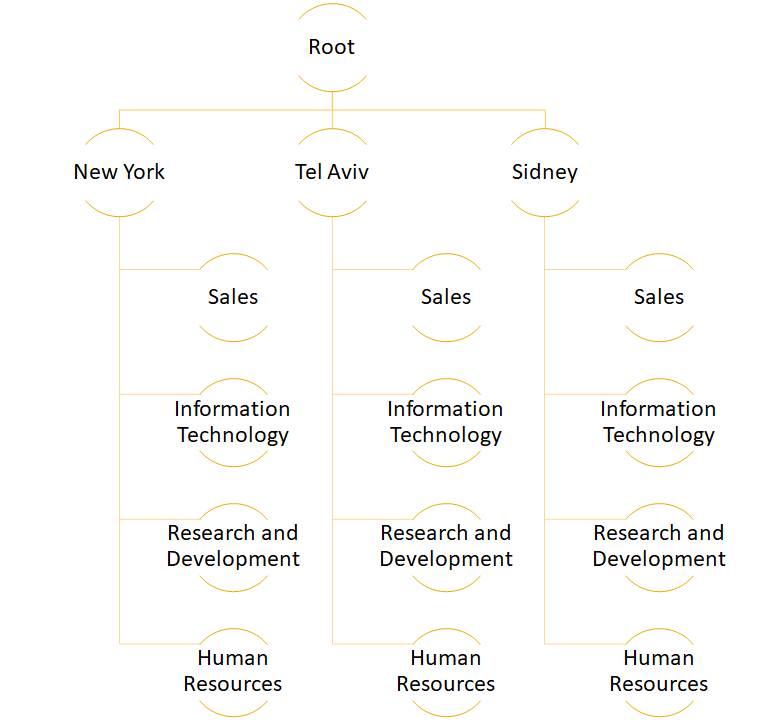 Root
New York
Tel Aviv
Sidney
Sales
Sales
Sales
Information
Technology
Information
Technology
Information
Technology
Research and
Development
Research and
Development
Research and
Development
Human
Resources
Human
Resources
Human
Resources